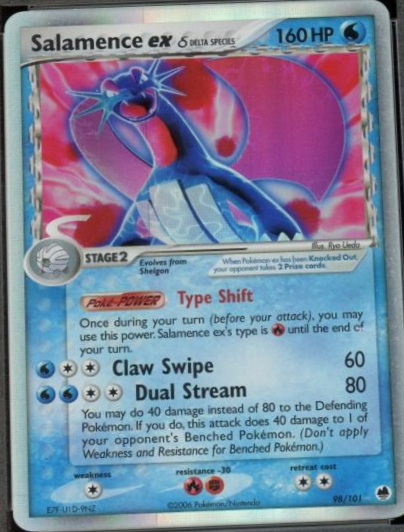 Salamence ex δ DELTA SPECIES 160 HP
Illus. Ryo Ueda
STAGE 2 Evolves from Shelgon
When Pokémon-ex has been Knocked Out,
your opponent takes 2 Prize cards.
Poké-POWER Type Shift
Once during your turn (before your attack), you may
use this power. Salamence ex's type is until the end of
your turn.
Claw Swipe 60
Dual Stream 80
You may do 40 damage instead of 80 to the Defending
Pokémon. If you do, this attack does 40 damage to 1 of
your opponent's Benched Pokémon. (Don't apply
Weakness and Resistance for Benched Pokémon.)
weakness resistance -30 retreat cost
E7F-U1D-9NZ ©2006 Pokémon/Nintendo 98/101